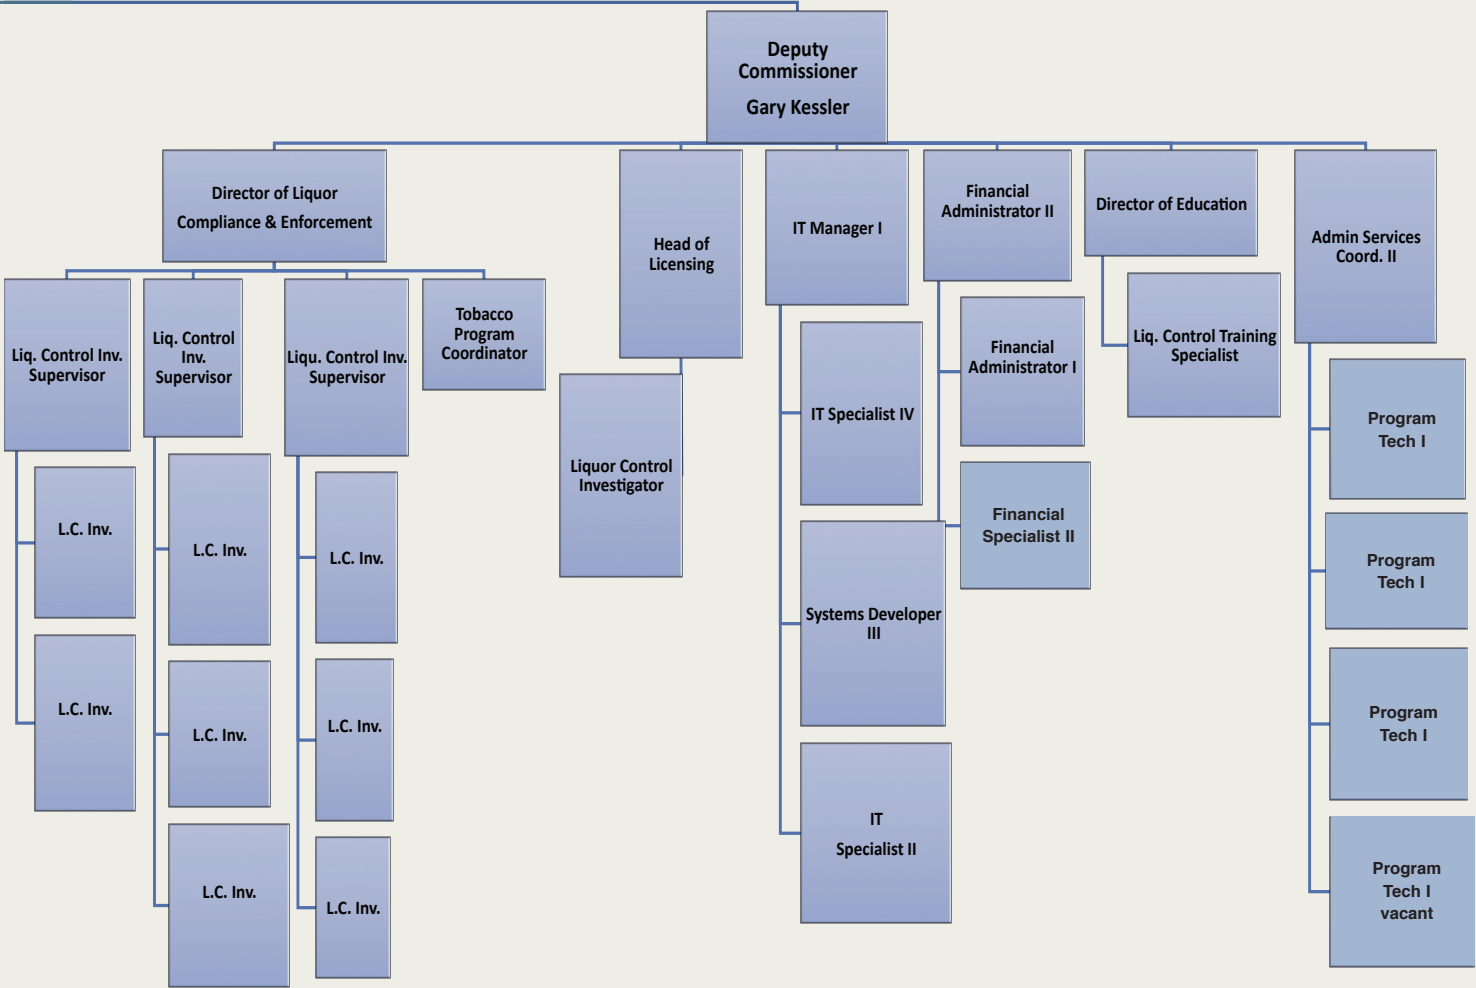 Deputy
Commissioner
Gary Kessler
Director of Liquor
Compliance & Enforcement
Head of
Licensing
IT Manager I
Financial
Administrator II
Director of Education
Admin Services
Coord. II
Liq. Control Inv.
Supervisor
Liq. Control
Inv.
Supervisor
Liqu. Control Inv.
Supervisor
Tobacco
Program
Coordinator
L.C. Inv.
L.C. Inv.
L.C. Inv.
L.C. Inv.
L.C. Inv.
L.C. Inv.
L.C. Inv.
L.C. Inv.
Liquor Control
Investigator
IT Specialist IV
Systems Developer
III
IT
Specialist II
Financial
Administrator I
Financial
Specialist II
Liq. Control Training
Specialist
Program
Tech I
Program
Tech I
Program
Tech I
Program
Tech I
vacant